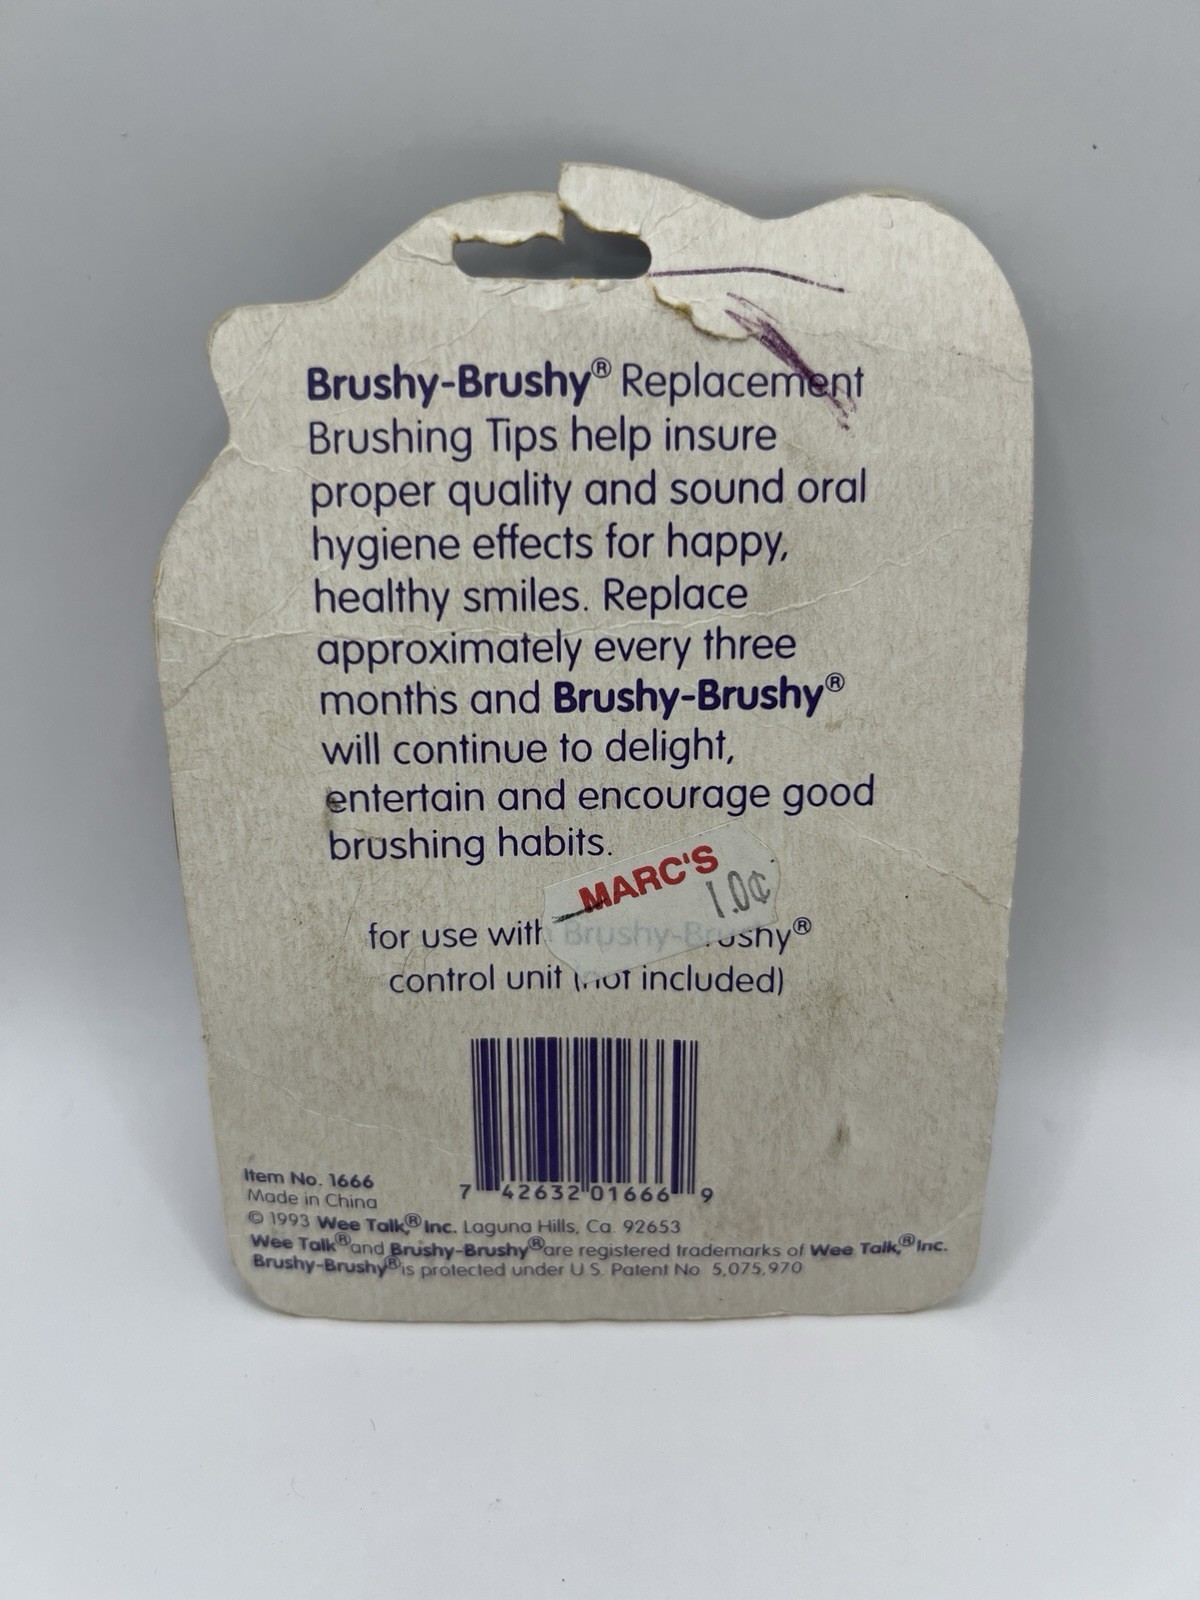 Brushy-Brushy® Replacement
Brushing Tips help insure
proper quality and sound oral
hygiene effects for happy,
healthy smiles. Replace
approximately every three
months and Brushy-Brushy®
will continue to delight,
entertain and encourage good
brushing habits.
MARC'S
1.0¢
for use with Brushy-Brushy®
control unit (not included)
7 42632 01666 9
Item No. 1666
Made in China
© 1993 Wee Talk,® Inc. Laguna Hills, Ca. 92653
Wee Talk® and Brushy-Brushy® are registered trademarks of Wee Talk,® Inc.
Brushy-Brushy® is protected under U.S. Patent No 5,075,970